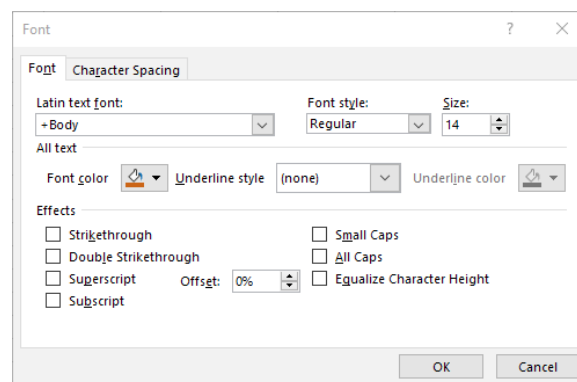 Font ?
Font Character Spacing
Latin text font: Font style: Size:
+Body Regular 14
All text
Font color Underline style (none) Underline color
Effects
Strikethrough Small Caps
Double Strikethrough All Caps
Superscript Offset: 0% Equalize Character Height
Subscript
OK Cancel